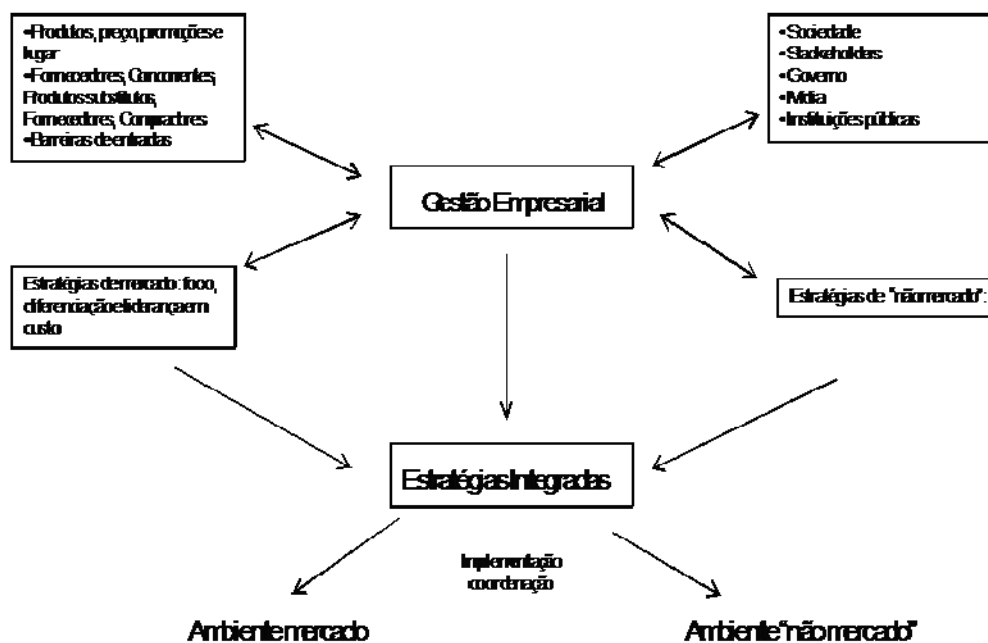 •Produtos, preço, promoções e
lugar
•Fornecedores, Concorrentes,
Produtos substitutos,
Fornecedores, Compradores
•Barreiras de entradas
•Sociedade
•Stackeholders
•Governo
•Mídia
•Instituições públicas
Gestão Empresarial
Estratégias de mercado : foco,
diferenciação e liderança em
custo
Estratégias de "não mercado" :
Estratégias Integradas
Implementação
coordenação
Ambiente mercado
Ambiente "não mercado"